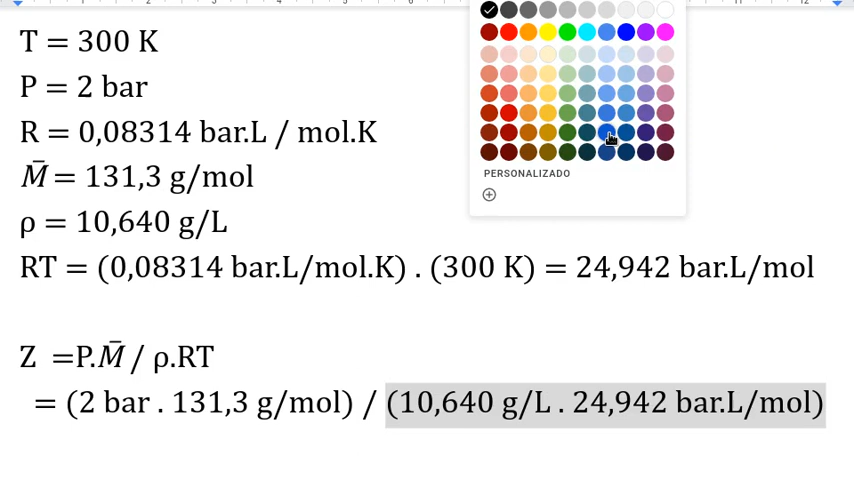 T = 300 K
P = 2 bar
R = 0,08314 bar.L / mol.K
M̄ = 131,3 g/mol
ρ = 10,640 g/L
RT = (0,08314 bar.L/mol.K) . (300 K) = 24,942 bar.L/mol
Z =P.M̄ / ρ.RT
= (2 bar . 131,3 g/mol) / (10,640 g/L . 24,942 bar.L/mol)
PERSONALIZADO